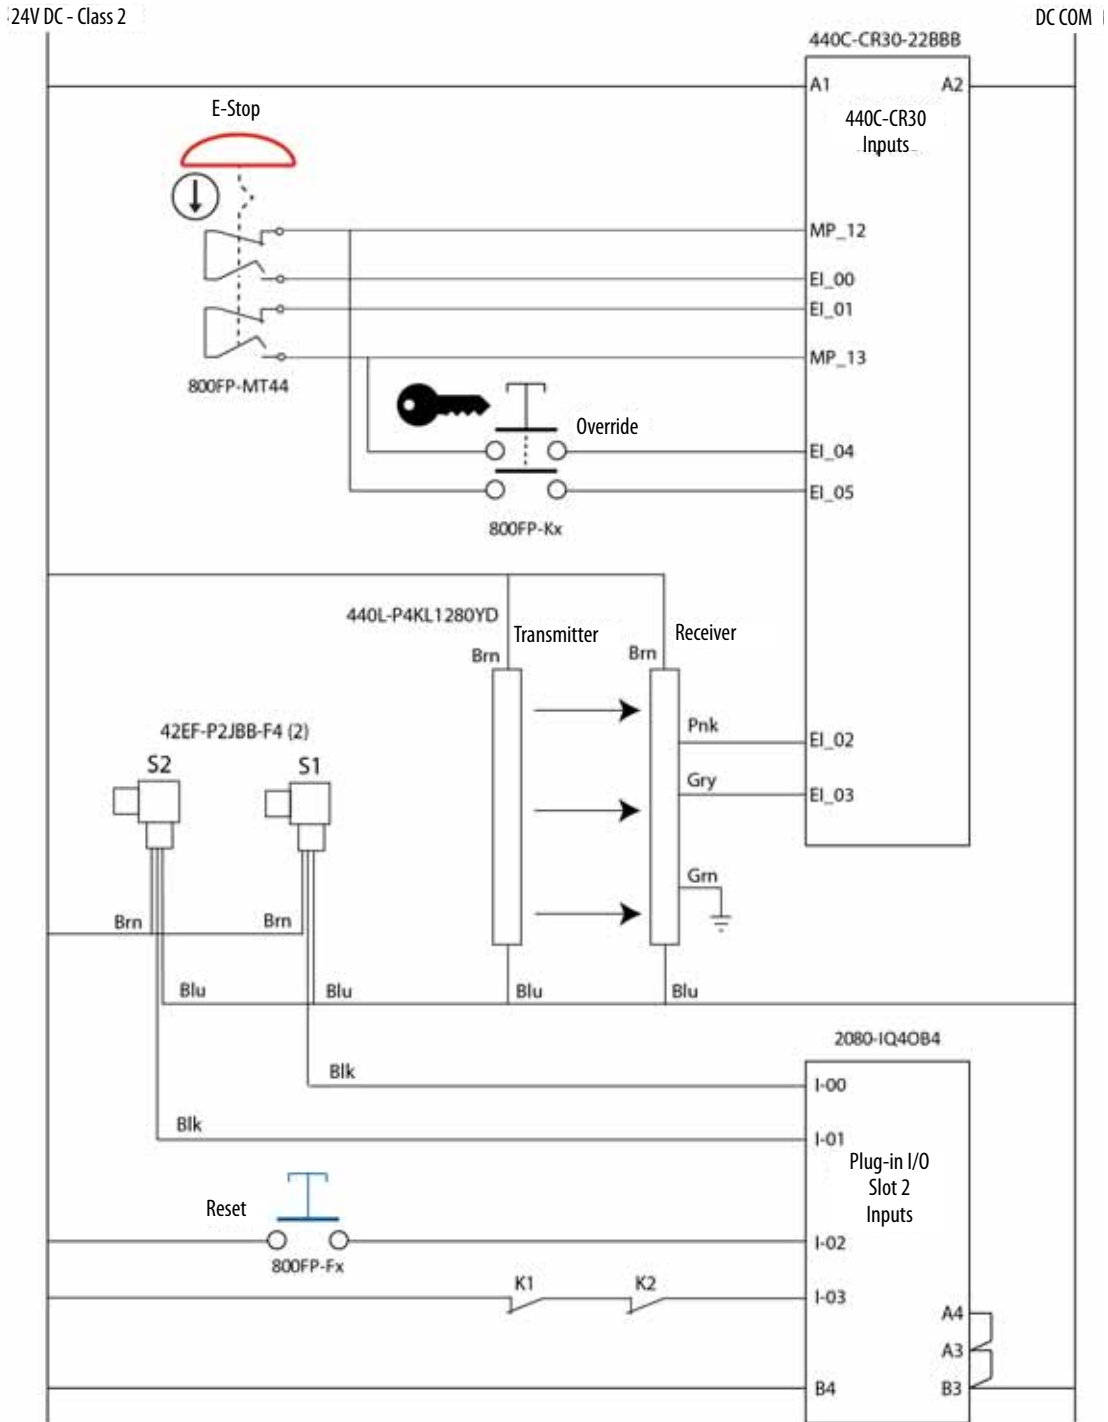 24V DC - Class 2
DC COM
440C-CR30-22BBB
A1
A2
440C-CR30
Inputs
E-Stop
MP_12
EI_00
EI_01
MP_13
800FP-MT44
Override
EI_04
EI_05
800FP-Kx
440L-P4KL1280YD
Transmitter
Receiver
Brn
Brn
Pnk
EI_02
Gry
EI_03
Grn
42EF-P2JBB-F4 (2)
S2
S1
Brn
Brn
Blu
Blu
Blu
Blu
2080-IQ4OB4
Blk
I-00
Blk
I-01
Plug-in I/O
Slot 2
Inputs
Reset
I-02
800FP-Fx
K1
K2
I-03
A4
A3
B4
B3